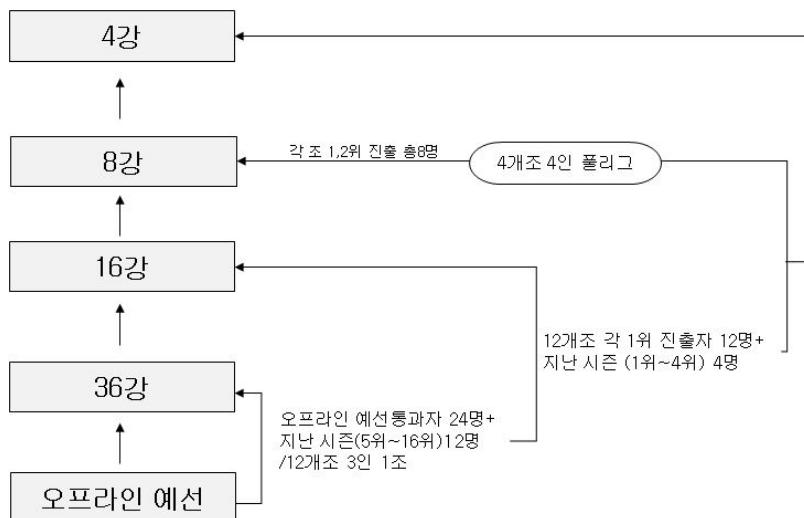 4강
8강
각 조 1,2위 진출 총8명
4개조 4인 풀리그
16강
12개조 각 1위 진출자 12명+
지난 시즌 (1위~4위) 4명
36강
오프라인 예선통과자 24명+
지난 시즌(5위~16위)12명
/12개조 3인 1조
오프라인 예선